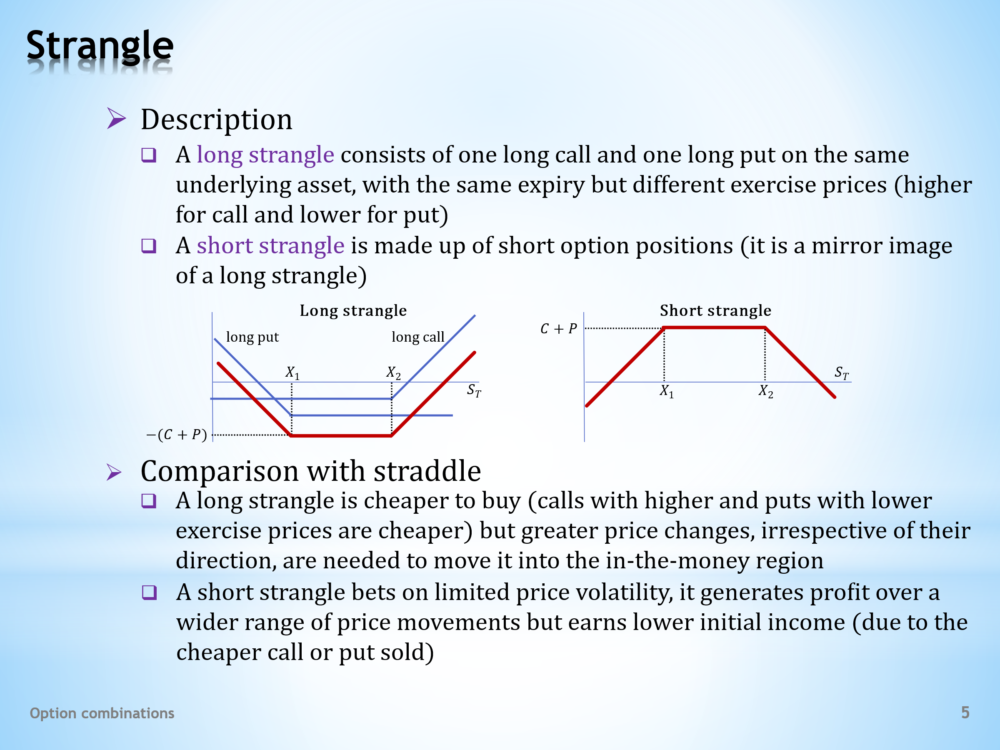 Strangle
Description
A long strangle consists of one long call and one long put on the same
underlying asset, with the same expiry but different exercise prices (higher
for call and lower for put)
A short strangle is made up of short option positions (it is a mirror image
of a long strangle)
Long strangle
long put
long call
X₁
X₂
S_T
−(C + P)
Short strangle
C + P
S_T
X₁
X₂
Comparison with straddle
A long strangle is cheaper to buy (calls with higher and puts with lower
exercise prices are cheaper) but greater price changes, irrespective of their
direction, are needed to move it into the in-the-money region
A short strangle bets on limited price volatility, it generates profit over a
wider range of price movements but earns lower initial income (due to the
cheaper call or put sold)
Option combinations
5